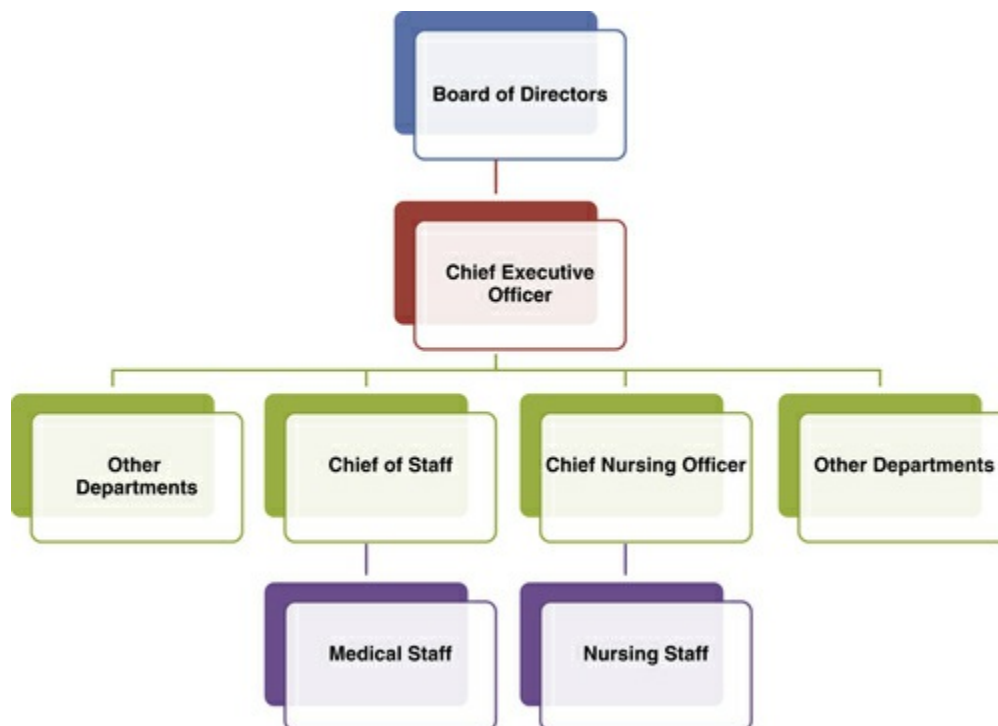 Board of Directors
Chief Executive
Officer
Other
Departments
Chief of Staff
Chief Nursing Officer
Other Departments
Medical Staff
Nursing Staff